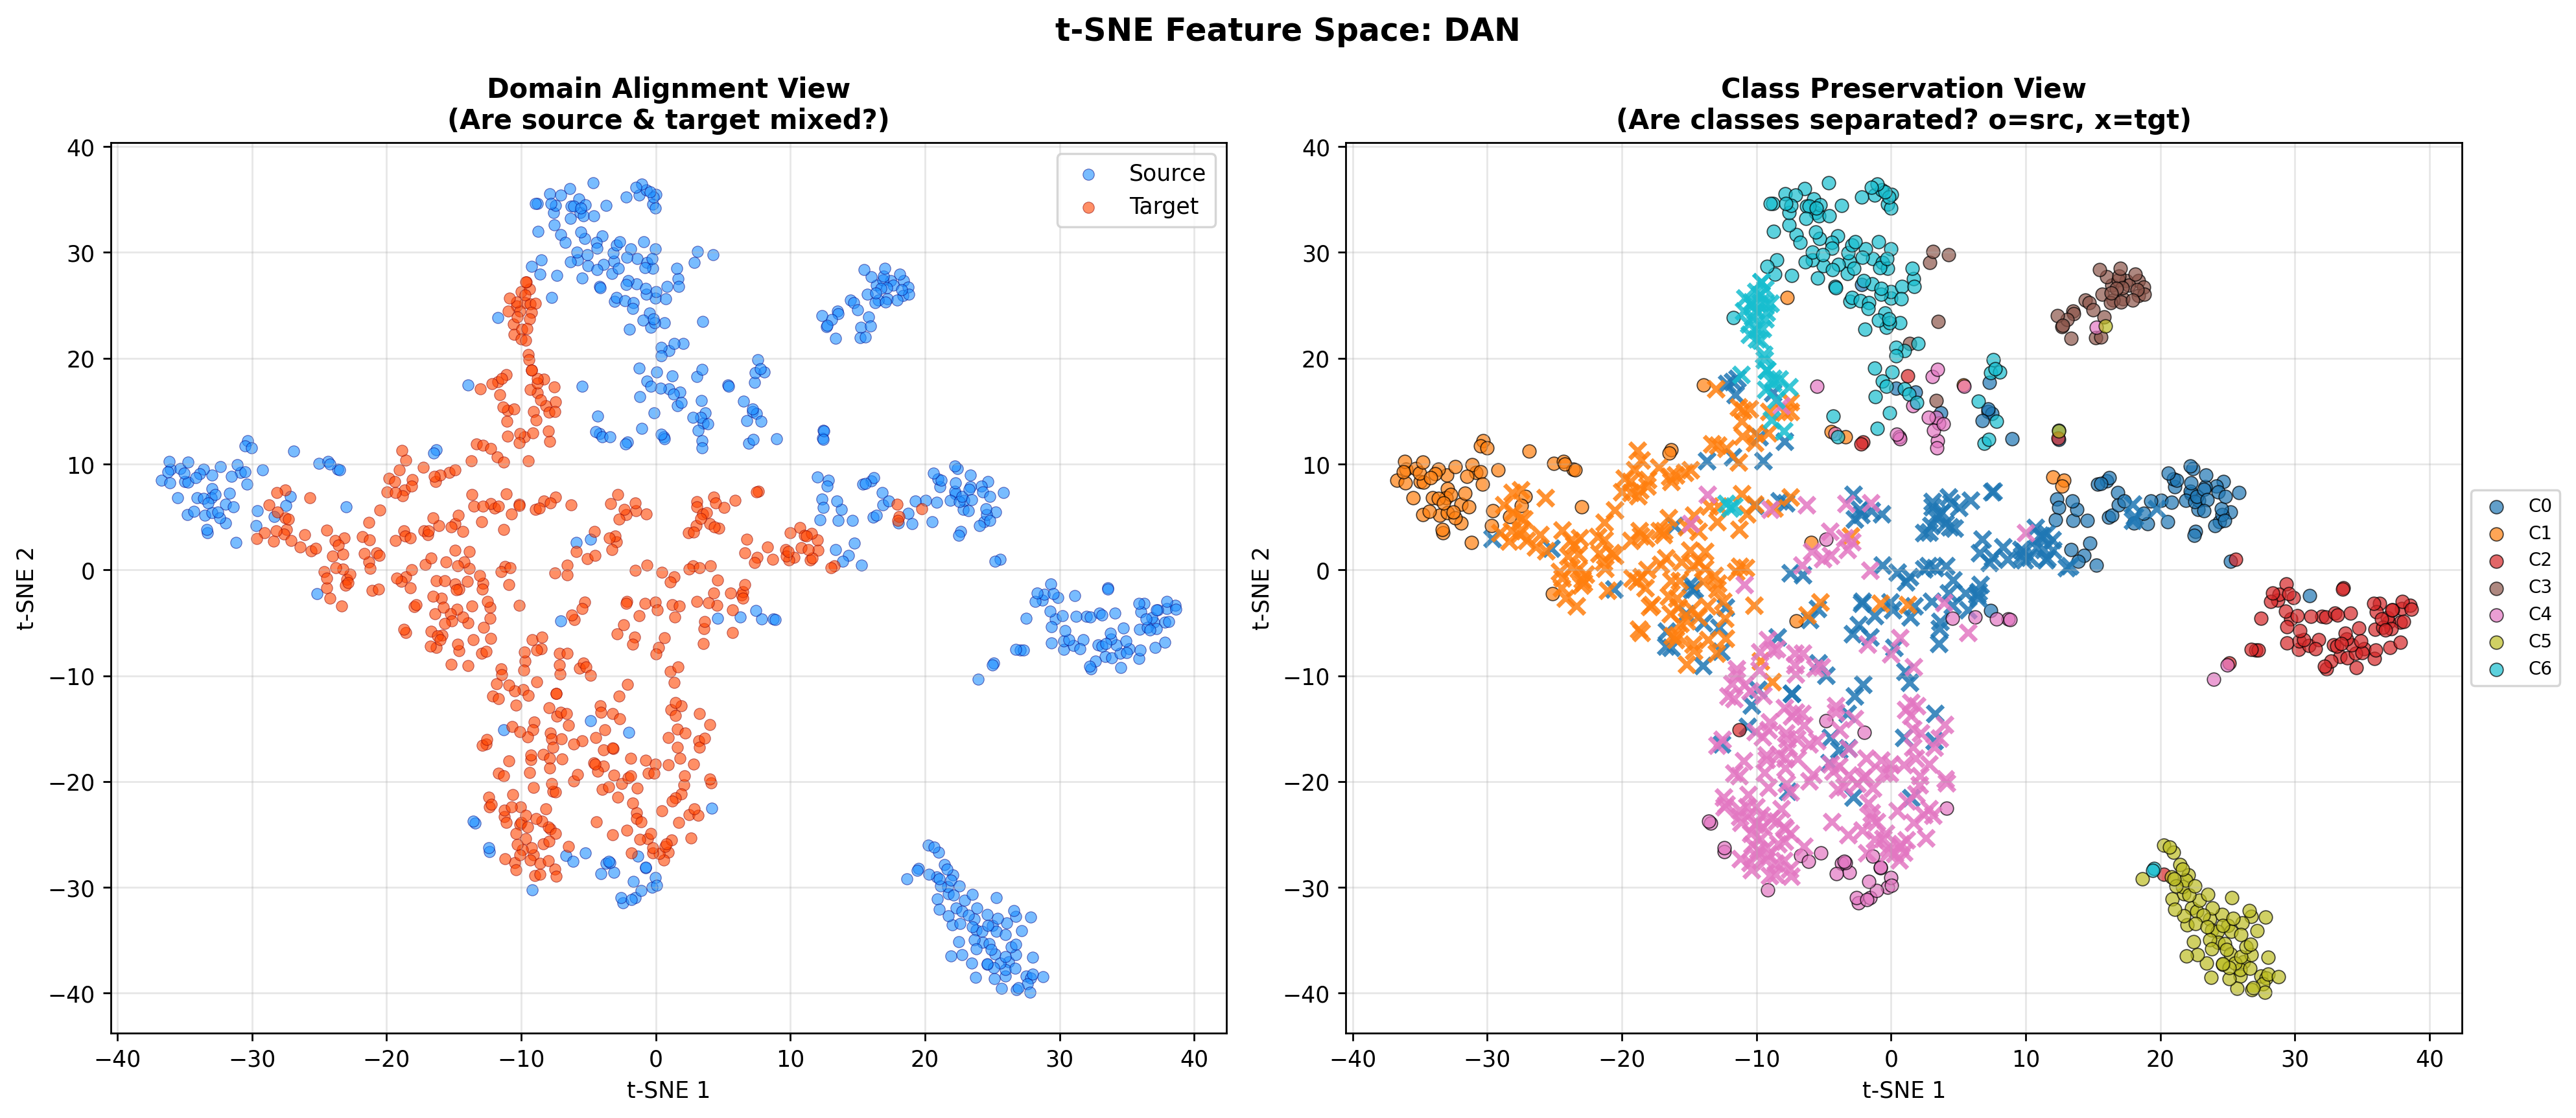 t-SNE Feature Space: DAN
Domain Alignment View
(Are source & target mixed?)
40
30
20
10
0
−10
−20
−30
−40
t-SNE 2
−40 −30 −20 −10 0 10 20 30 40
t-SNE 1
Source
Target
Class Preservation View
(Are classes separated? o=src, x=tgt)
40
30
20
10
0
−10
−20
−30
−40
t-SNE 2
−40 −30 −20 −10 0 10 20 30 40
t-SNE 1
C0
C1
C2
C3
C4
C5
C6